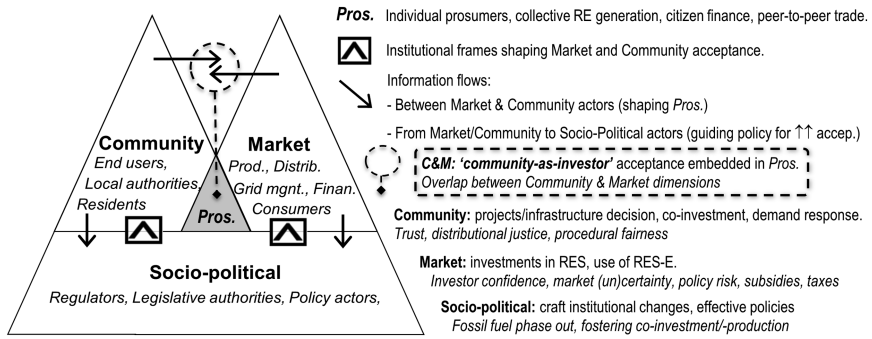 Community
End users,
Local authorities,
Residents
Market
Prod., Distrib.
Grid mgnt., Finan.
Consumers
Pros.
Socio-political
Regulators, Legislative authorities, Policy actors,
Pros. Individual prosumers, collective RE generation, citizen finance, peer-to-peer trade.
Institutional frames shaping Market and Community acceptance.
Information flows:
- Between Market & Community actors (shaping Pros.)
- From Market/Community to Socio-Political actors (guiding policy for ↑↑ accep.)
C&M: ‘community-as-investor’ acceptance embedded in Pros.
Overlap between Community & Market dimensions
Community: projects/infrastructure decision, co-investment, demand response.
Trust, distributional justice, procedural fairness
Market: investments in RES, use of RES-E.
Investor confidence, market (un)certainty, policy risk, subsidies, taxes
Socio-political: craft institutional changes, effective policies
Fossil fuel phase out, fostering co-investment/-production